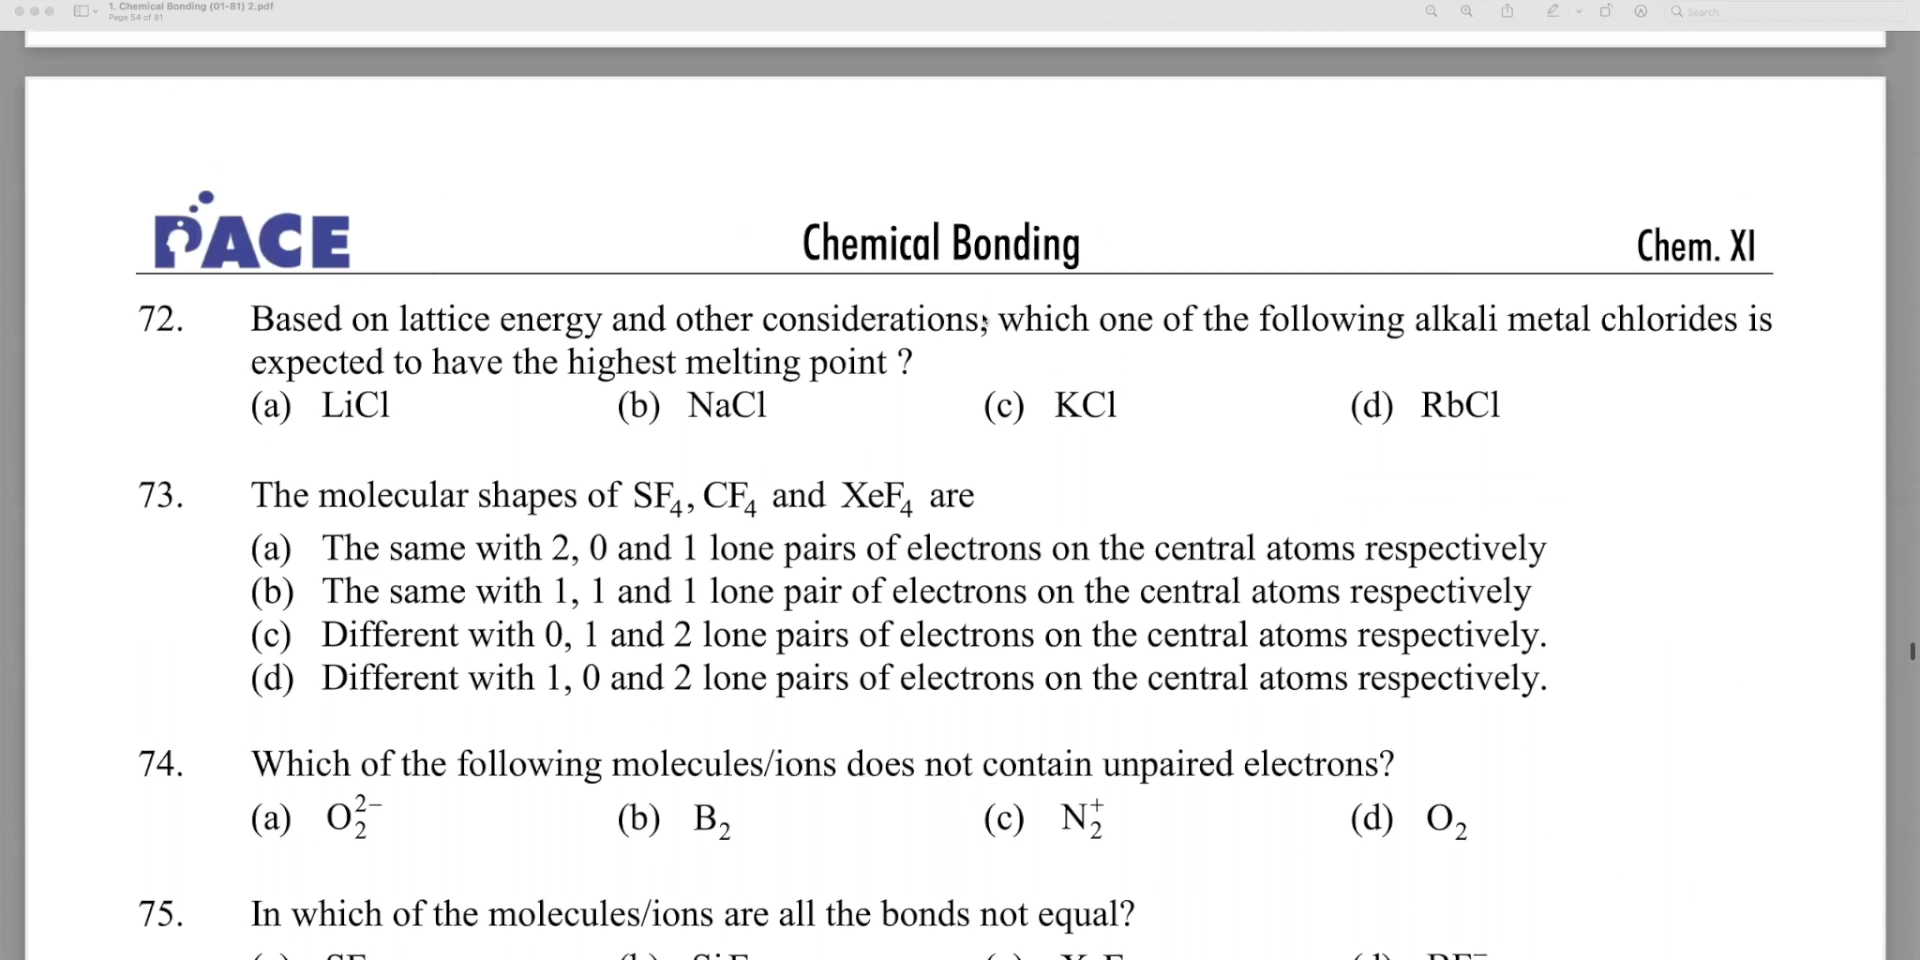 1. Chemical Bonding (01-81) 2.pdf
Page 54 of 81
Search
PACE
Chemical Bonding
Chem. XI
72. Based on lattice energy and other considerations; which one of the following alkali metal chlorides is
expected to have the highest melting point ?
(a) LiCl (b) NaCl (c) KCl (d) RbCl
73. The molecular shapes of SF₄, CF₄ and XeF₄ are
(a) The same with 2, 0 and 1 lone pairs of electrons on the central atoms respectively
(b) The same with 1, 1 and 1 lone pair of electrons on the central atoms respectively
(c) Different with 0, 1 and 2 lone pairs of electrons on the central atoms respectively.
(d) Different with 1, 0 and 2 lone pairs of electrons on the central atoms respectively.
74. Which of the following molecules/ions does not contain unpaired electrons?
(a) O₂²⁻ (b) B₂ (c) N₂⁺ (d) O₂
75. In which of the molecules/ions are all the bonds not equal?